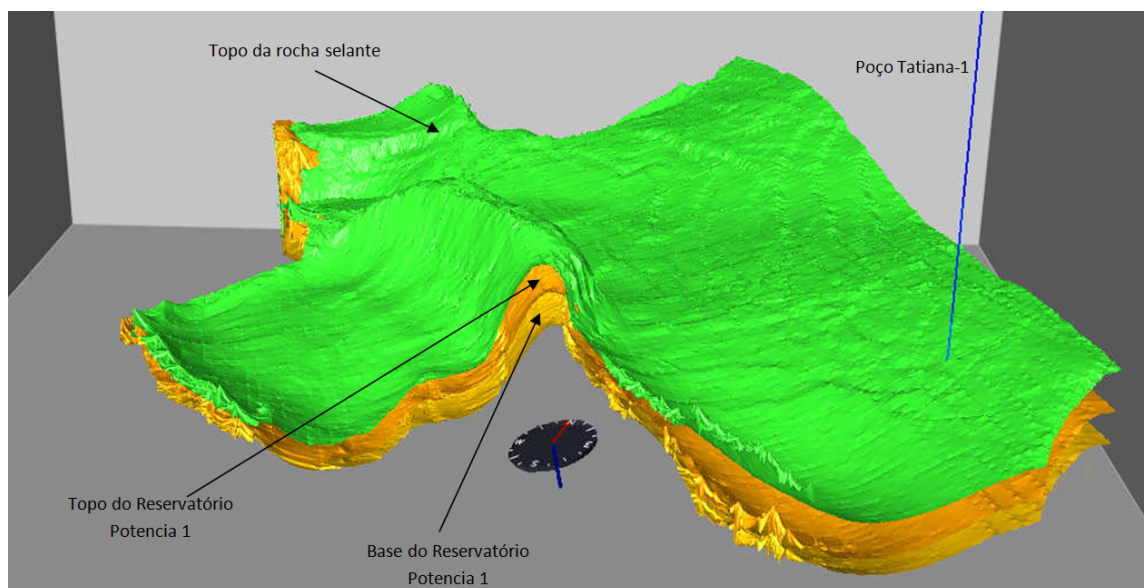 Topo da rocha selante
Poço Tatiana-1
Topo do Reservatório
Potencia 1
Base do Reservatório
Potencia 1